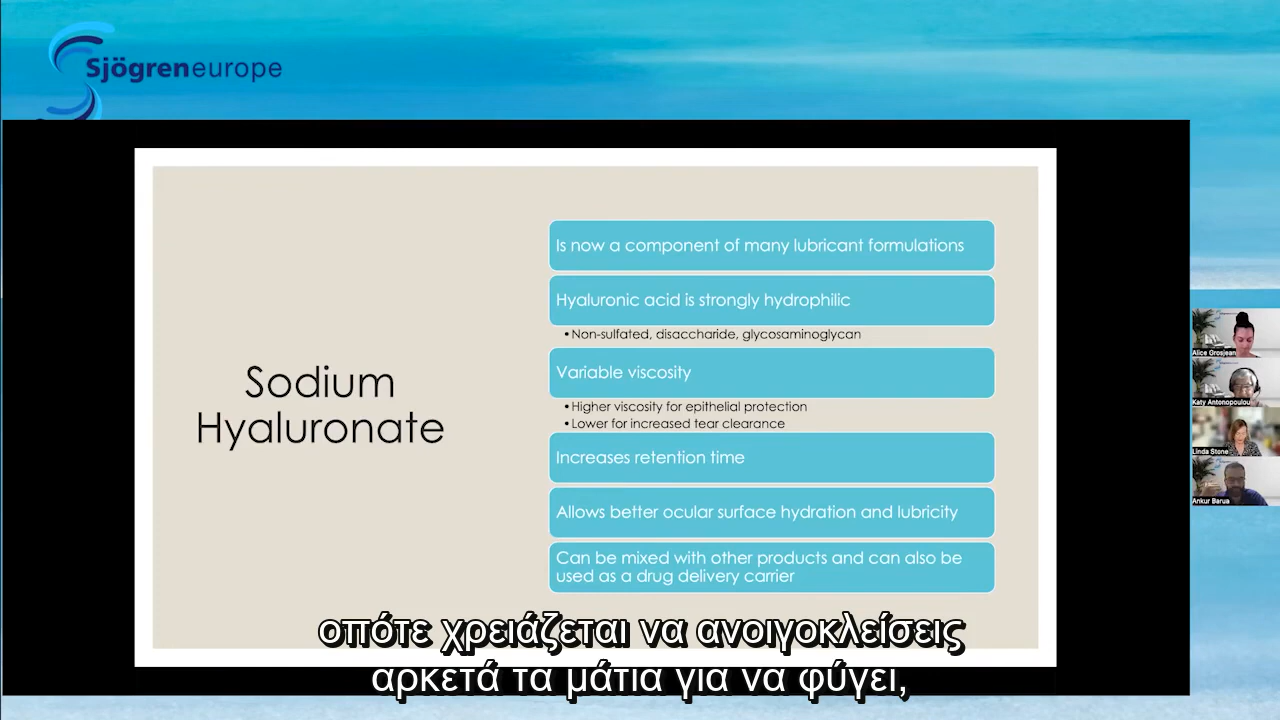 Sjögreneurope
Sodium
Hyaluronate
Is now a component of many lubricant formulations
Hyaluronic acid is strongly hydrophilic
•Non-sulfated, disaccharide, glycosaminoglycan
Variable viscosity
•Higher viscosity for epithelial protection
•Lower for increased tear clearance
Increases retention time
Allows better ocular surface hydration and lubricity
Can be mixed with other products and can also be
used as a drug delivery carrier
Alice Grosjean
Katy Antonopoulou
Linda Stone
Ankur Barua
οπότε χρειάζεται να ανοιγοκλείσεις
αρκετά τα μάτια για να φύγει,